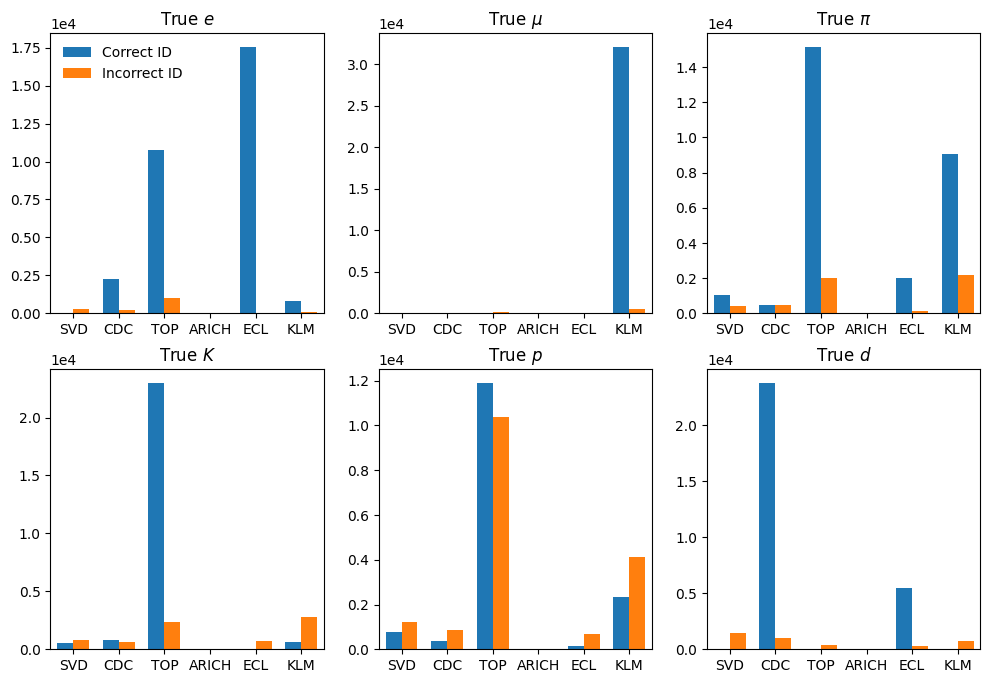 True e
1e4
Correct ID
Incorrect ID
1.75
1.50
1.25
1.00
0.75
0.50
0.25
0.00
SVD CDC TOP ARICH ECL KLM
True μ
1e4
3.0
2.5
2.0
1.5
1.0
0.5
0.0
SVD CDC TOP ARICH ECL KLM
True π
1e4
1.4
1.2
1.0
0.8
0.6
0.4
0.2
0.0
SVD CDC TOP ARICH ECL KLM
True K
1e4
2.0
1.5
1.0
0.5
0.0
SVD CDC TOP ARICH ECL KLM
True p
1e4
1.2
1.0
0.8
0.6
0.4
0.2
0.0
SVD CDC TOP ARICH ECL KLM
True d
1e4
2.0
1.5
1.0
0.5
0.0
SVD CDC TOP ARICH ECL KLM